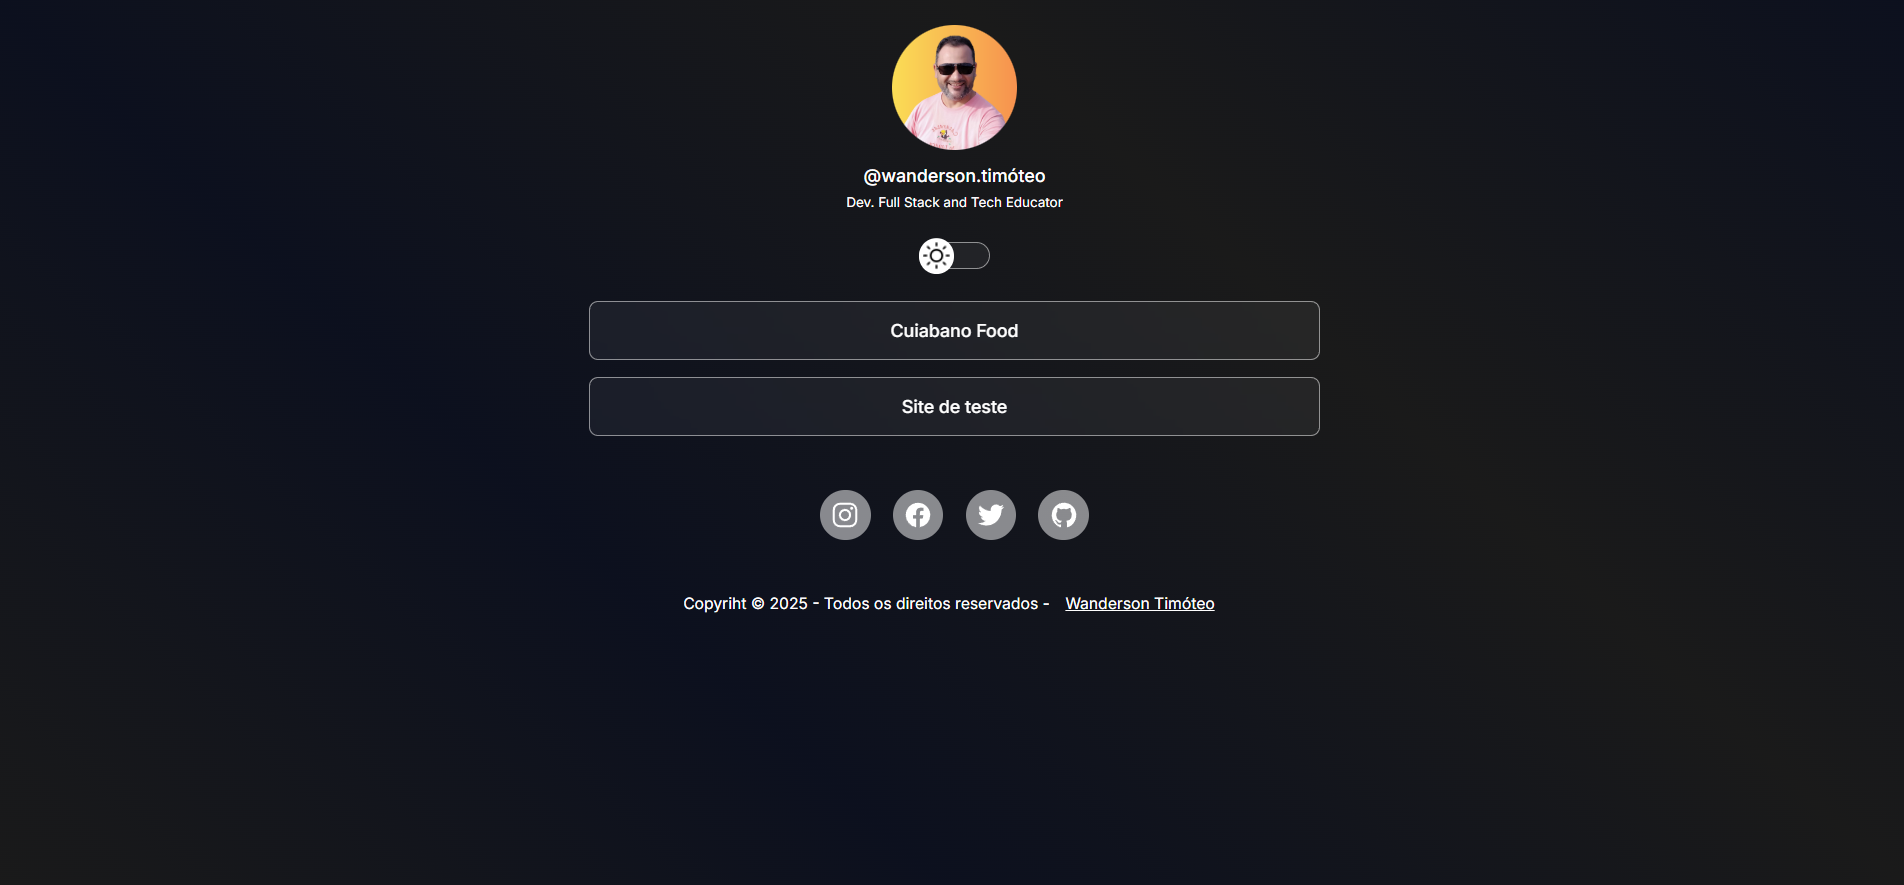 @wanderson.timóteo
Dev. Full Stack and Tech Educator
Cuiabano Food
Site de teste
Copyriht © 2025 - Todos os direitos reservados - Wanderson Timóteo